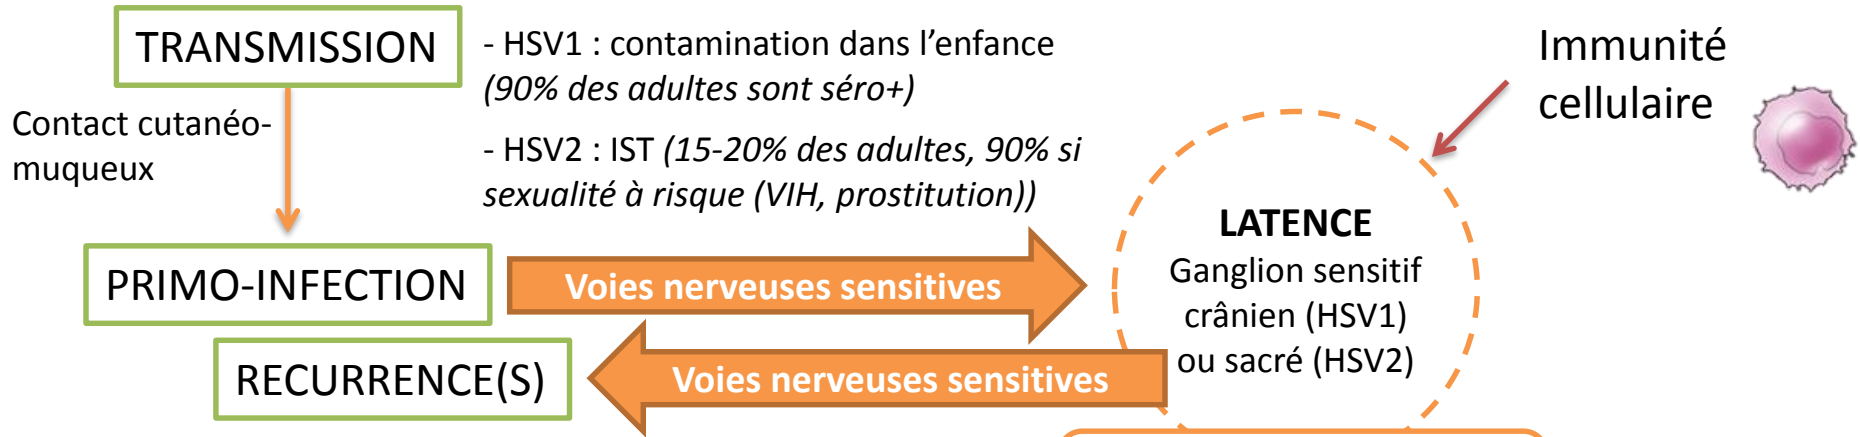 TRANSMISSION
- HSV1 : contamination dans l’enfance
(90% des adultes sont séro+)
- HSV2 : IST (15-20% des adultes, 90% si
sexualité à risque (VIH, prostitution))
Contact cutanéo-
muqueux
Immunité
cellulaire
PRIMO-INFECTION
Voies nerveuses sensitives
LATENCE
Ganglion sensitif
crânien (HSV1)
ou sacré (HSV2)
RECURRENCE(S)
Voies nerveuses sensitives